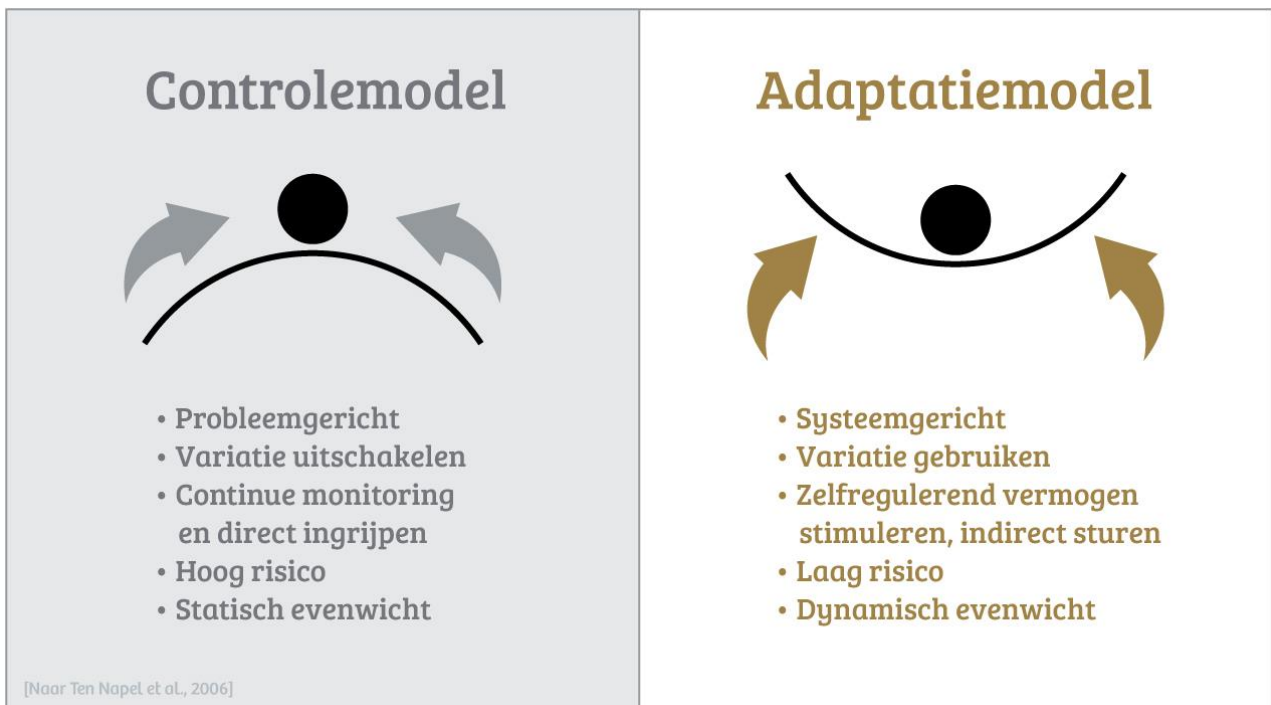 Controlemodel
• Probleemgericht
• Variatie uitschakelen
• Continue monitoring
en direct ingrijpen
• Hoog risico
• Statisch evenwicht
[Naar Ten Napel et al., 2006]
Adaptatiemodel
• Systeemgericht
• Variatie gebruiken
• Zelfregulerend vermogen
stimuleren, indirect sturen
• Laag risico
• Dynamisch evenwicht